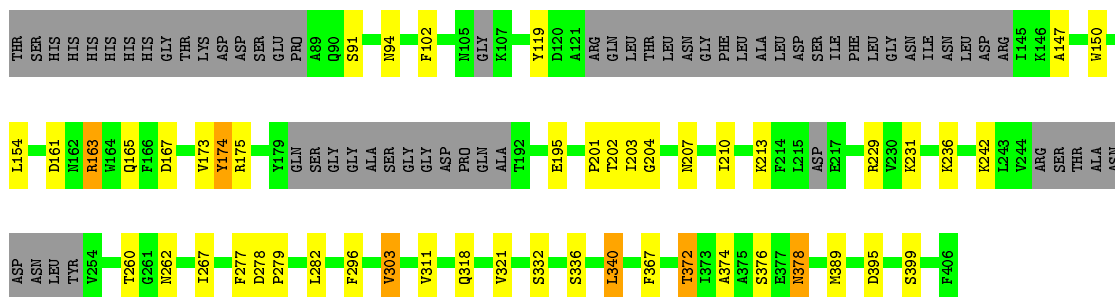 THR SER HIS HIS HIS HIS HIS HIS GLY THR LYS ASP ASP SER GLU PRO A89 Q90 S91 N94 F102 N105 GLY K107 Y119 D120 A121 ARG GLN LEU THR LEU ASN GLY PHE LEU ALA LEU ASP SER ILE PHE LEU GLY ASN ILE ASN LEU ASP ARG I145 K146 A147 W150
L154 D161 N162 R163 W164 Q165 F166 D167 V173 Y174 R175 Y179 GLN SER GLY GLY ALA SER GLY GLY ASP PRO GLN ALA T192 E195 P201 T202 I203 G204 N207 I210 K213 F214 L215 ASP E217 R229 V230 K231 K236 K242 L243 V244 ARG SER THR ALA ASN
ASP ASN LEU TYR V254 T260 G261 N262 I267 F277 D278 P279 L282 F296 V303 V311 Q318 V321 S332 S336 L340 F367 T372 I373 A374 A375 S376 E377 N378 M389 D395 S399 F406